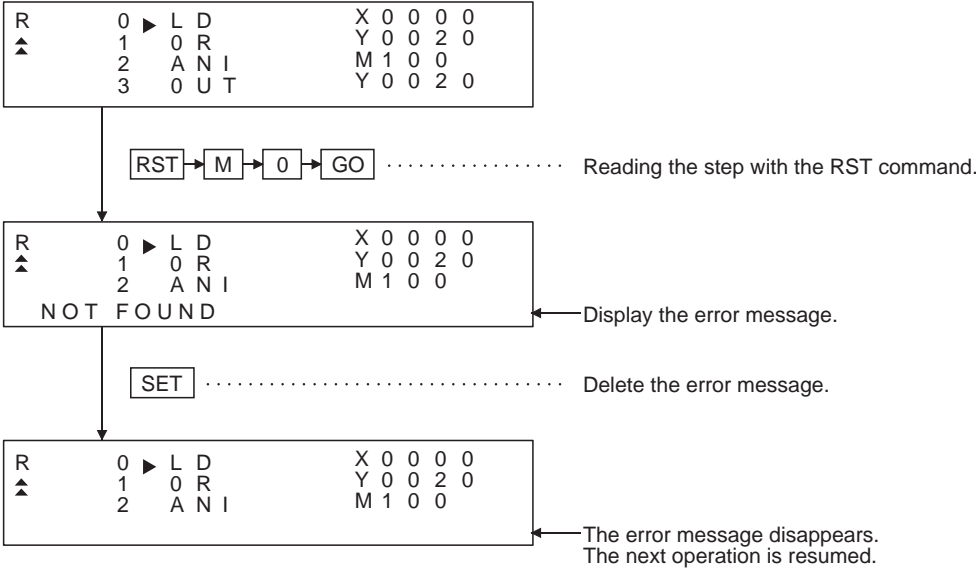 R 0 ▶ L D X 0 0 0 0
1 0 R Y 0 0 2 0
2 A N I M 1 0 0
3 0 U T Y 0 0 2 0
RST M 0 GO Reading the step with the RST command.
R 0 ▶ L D X 0 0 0 0
1 0 R Y 0 0 2 0
2 A N I M 1 0 0
N O T F O U N D Display the error message.
SET Delete the error message.
R 0 ▶ L D X 0 0 0 0
1 0 R Y 0 0 2 0
2 A N I M 1 0 0
The error message disappears.
The next operation is resumed.